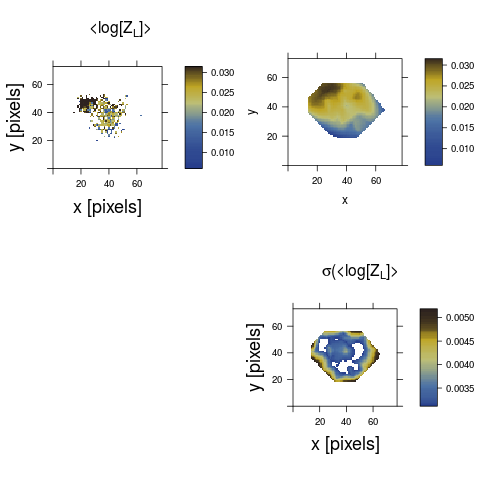 <log[Z_L]>
y [pixels]
60
40
20
20 40 60
x [pixels]
0.030
0.025
0.020
0.015
0.010
y
60
40
20
20 40 60
x
0.030
0.025
0.020
0.015
0.010
σ(<log[Z_L]>
y [pixels]
60
40
20
20 40 60
x [pixels]
0.0050
0.0045
0.0040
0.0035